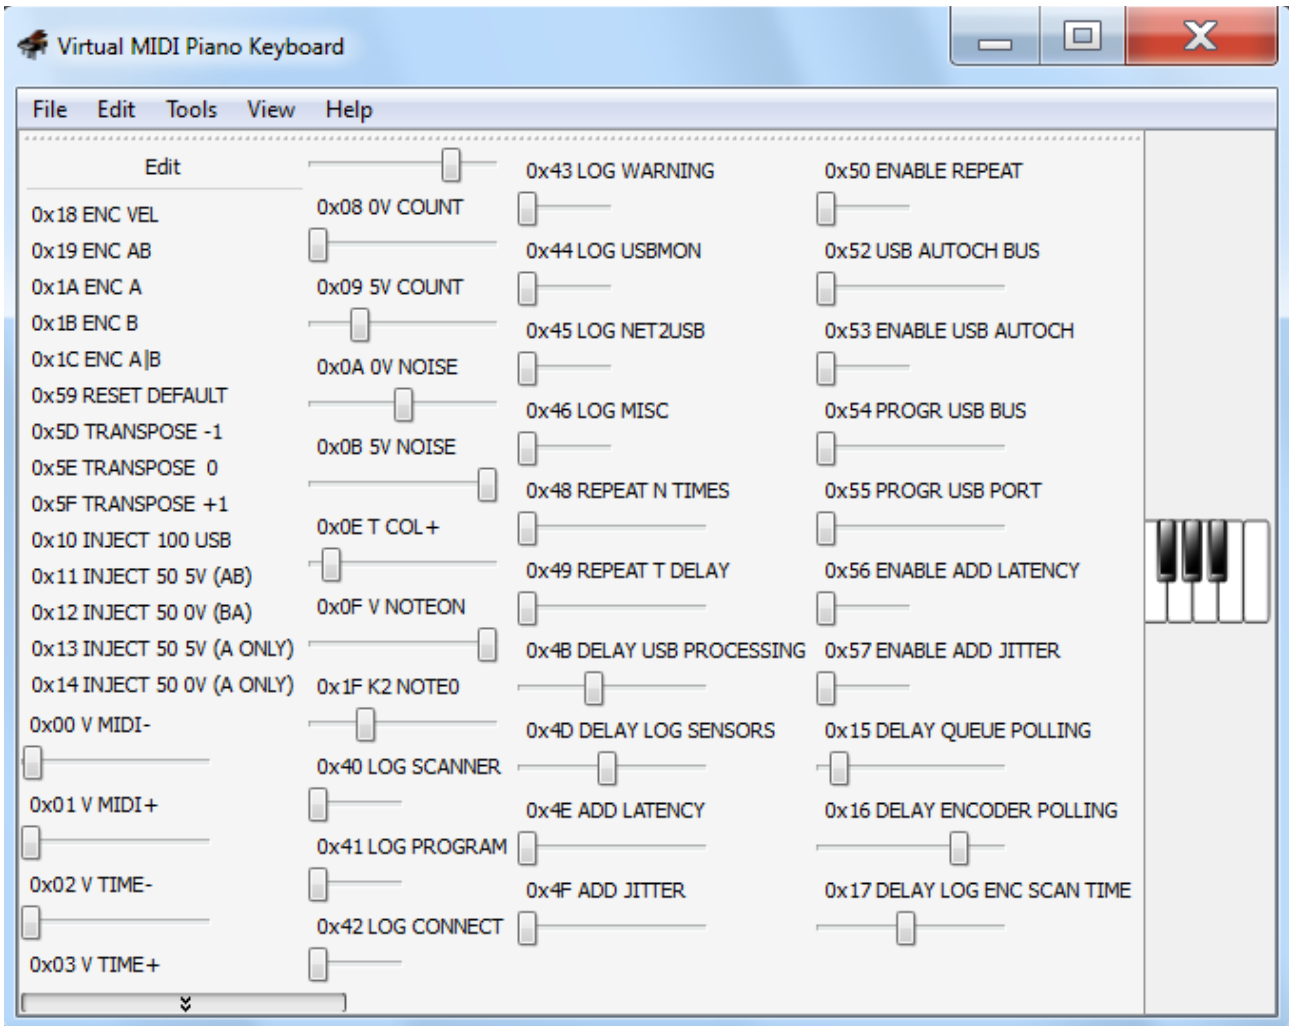 Virtual MIDI Piano Keyboard
File Edit Tools View Help
Edit
0x18 ENC VEL
0x19 ENC AB
0x1A ENC A
0x1B ENC B
0x1C ENC A|B
0x59 RESET DEFAULT
0x5D TRANSPOSE -1
0x5E TRANSPOSE  0
0x5F TRANSPOSE +1
0x10 INJECT 100 USB
0x11 INJECT 50 5V (AB)
0x12 INJECT 50 0V (BA)
0x13 INJECT 50 5V (A ONLY)
0x14 INJECT 50 0V (A ONLY)
0x00 V MIDI-
0x01 V MIDI+
0x02 V TIME-
0x03 V TIME+
0x08 0V COUNT
0x09 5V COUNT
0x0A 0V NOISE
0x0B 5V NOISE
0x0E T COL+
0x0F V NOTEON
0x1F K2 NOTE0
0x40 LOG SCANNER
0x41 LOG PROGRAM
0x42 LOG CONNECT
0x43 LOG WARNING
0x44 LOG USBMON
0x45 LOG NET2USB
0x46 LOG MISC
0x48 REPEAT N TIMES
0x49 REPEAT T DELAY
0x4B DELAY USB PROCESSING
0x4D DELAY LOG SENSORS
0x4E ADD LATENCY
0x4F ADD JITTER
0x50 ENABLE REPEAT
0x52 USB AUTOCH BUS
0x53 ENABLE USB AUTOCH
0x54 PROGR USB BUS
0x55 PROGR USB PORT
0x56 ENABLE ADD LATENCY
0x57 ENABLE ADD JITTER
0x15 DELAY QUEUE POLLING
0x16 DELAY ENCODER POLLING
0x17 DELAY LOG ENC SCAN TIME